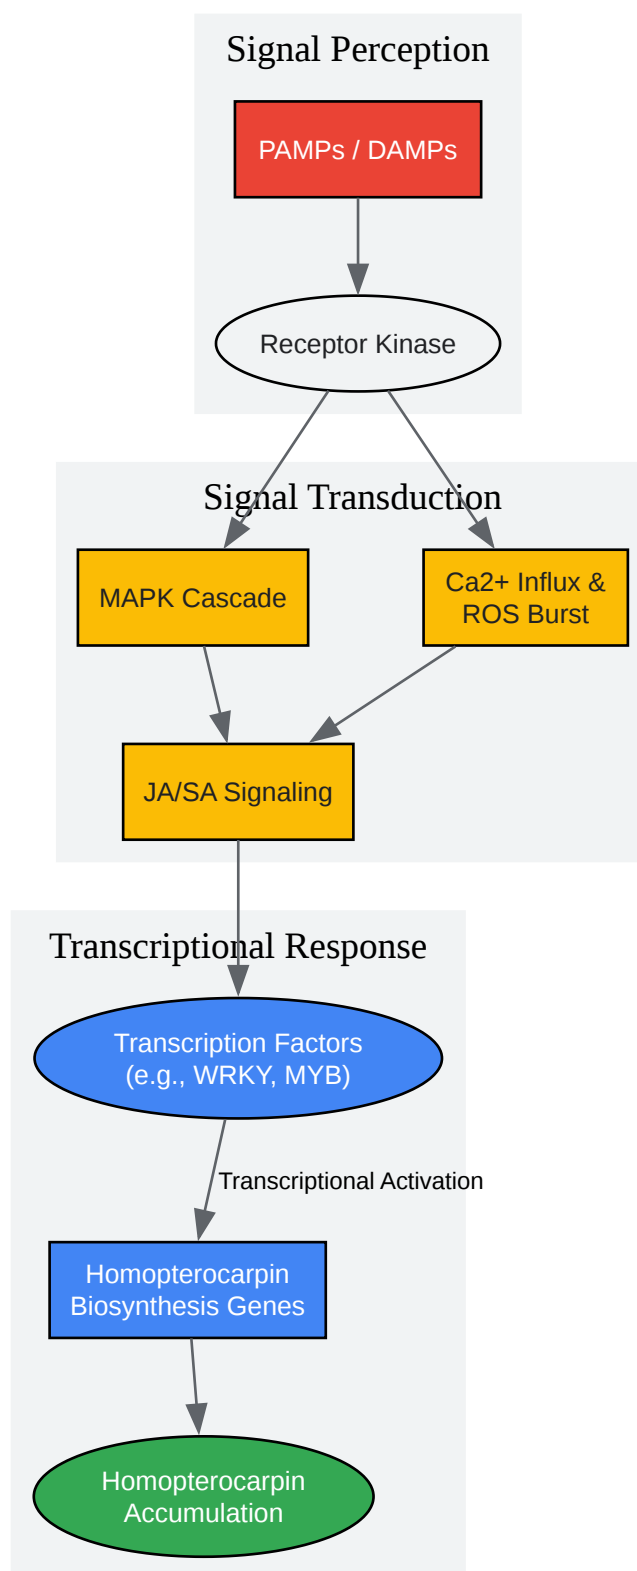 Signal Perception
PAMPs / DAMPs
Receptor Kinase
Signal Transduction
MAPK Cascade
Ca2+ Influx &
ROS Burst
JA/SA Signaling
Transcriptional Response
Transcription Factors
(e.g., WRKY, MYB)
Transcriptional Activation
Homopterocarpin
Biosynthesis Genes
Homopterocarpin
Accumulation